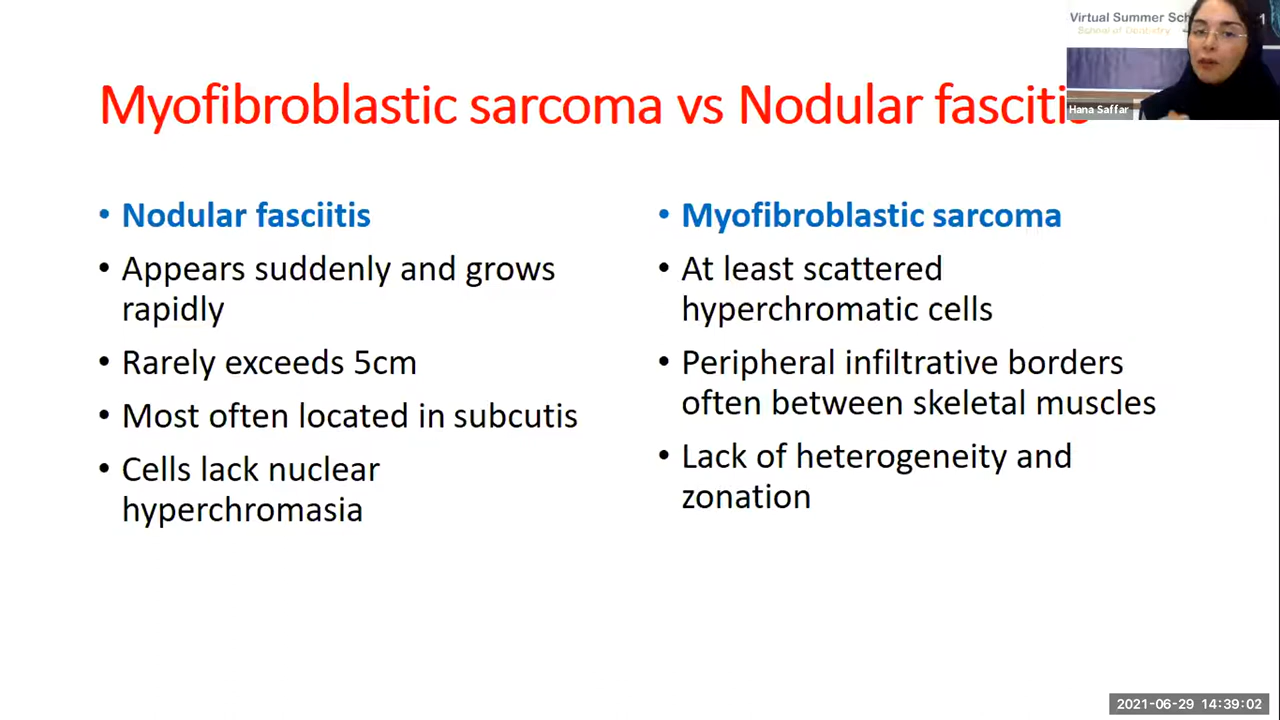 Virtual Summer Sch
School of Dentistry
1
Hana Saffar
Myofibroblastic sarcoma vs Nodular fascitis
• Nodular fasciitis
• Appears suddenly and grows
rapidly
• Rarely exceeds 5cm
• Most often located in subcutis
• Cells lack nuclear
hyperchromasia
• Myofibroblastic sarcoma
• At least scattered
hyperchromatic cells
• Peripheral infiltrative borders
often between skeletal muscles
• Lack of heterogeneity and
zonation
2021-06-29 14:39:02